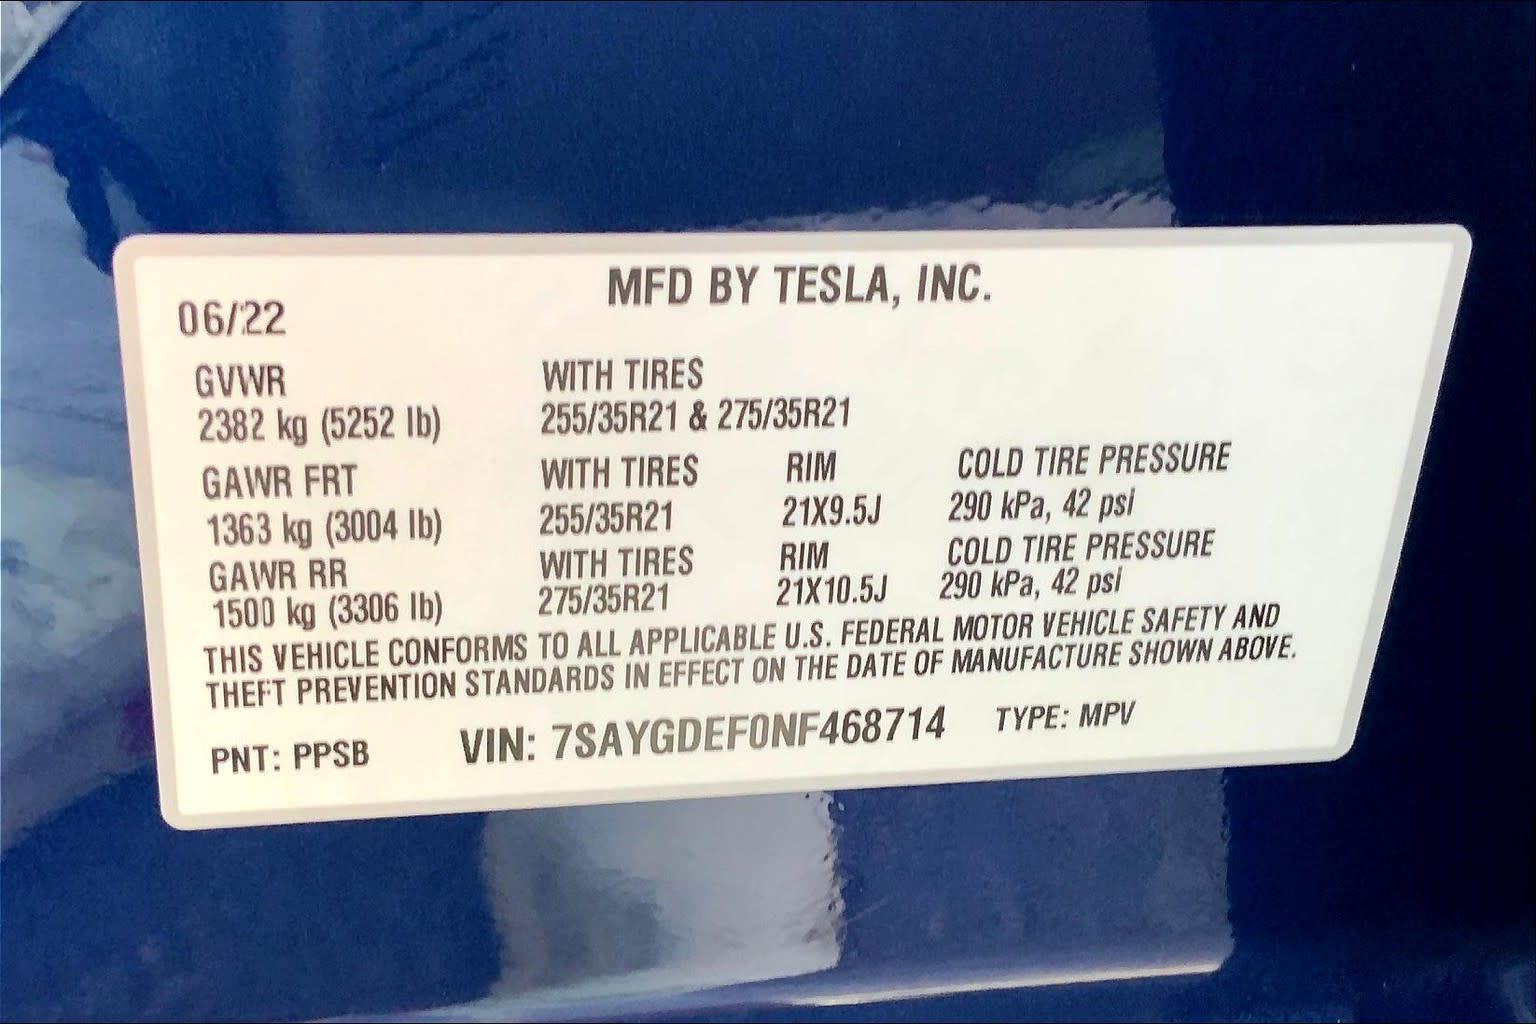 MFD BY TESLA, INC.
06/22
GVWR WITH TIRES
2382 kg (5252 lb) 255/35R21 & 275/35R21
GAWR FRT WITH TIRES RIM COLD TIRE PRESSURE
1363 kg (3004 lb) 255/35R21 21X9.5J 290 kPa, 42 psi
GAWR RR WITH TIRES RIM COLD TIRE PRESSURE
1500 kg (3306 lb) 275/35R21 21X10.5J 290 kPa, 42 psi
THIS VEHICLE CONFORMS TO ALL APPLICABLE U.S. FEDERAL MOTOR VEHICLE SAFETY AND
THEFT PREVENTION STANDARDS IN EFFECT ON THE DATE OF MANUFACTURE SHOWN ABOVE.
PNT: PPSB VIN: 7SAYGDEF0NF468714 TYPE: MPV